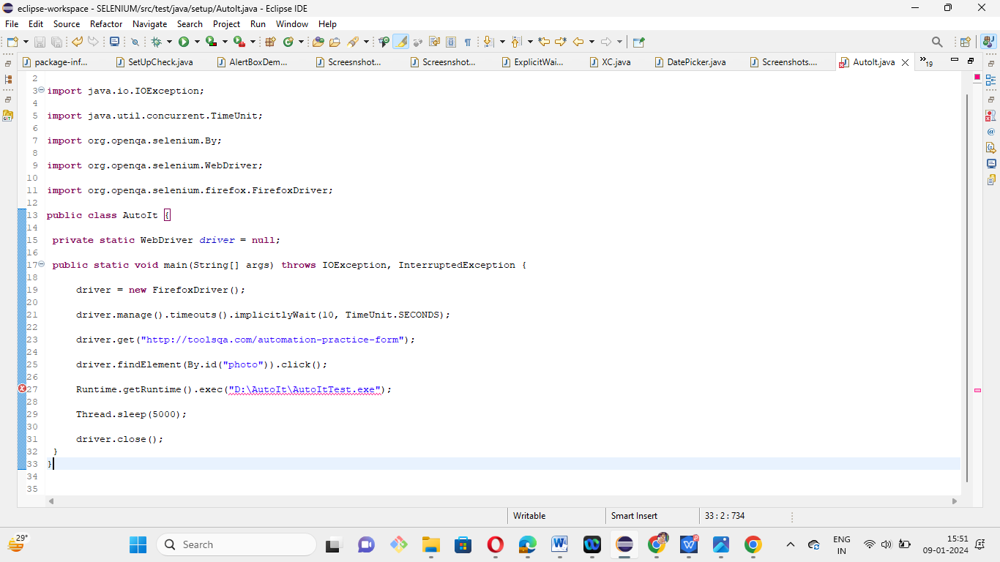 eclipse-workspace - SELENIUM/src/test/java/setup/AutoIt.java - Eclipse IDE
File Edit Source Refactor Navigate Search Project Run Window Help
package-inf... SetUpCheck.java AlertBoxDem... Screesnshot... Screesnshot... ExplicitWai... XC.java DatePicker.java Screenshots.... AutoIt.java »19
2
3 import java.io.IOException;
4
5 import java.util.concurrent.TimeUnit;
6
7 import org.openqa.selenium.By;
8
9 import org.openqa.selenium.WebDriver;
10
11 import org.openqa.selenium.firefox.FirefoxDriver;
12
13 public class AutoIt {
14
15 private static WebDriver driver = null;
16
17 public static void main(String[] args) throws IOException, InterruptedException {
18
19 driver = new FirefoxDriver();
20
21 driver.manage().timeouts().implicitlyWait(10, TimeUnit.SECONDS);
22
23 driver.get("http://toolsqa.com/automation-practice-form");
24
25 driver.findElement(By.id("photo")).click();
26
27 Runtime.getRuntime().exec("D:\AutoIt\AutoItTest.exe");
28
29 Thread.sleep(5000);
30
31 driver.close();
32 }
33 }
34
35
Writable Smart Insert 33 : 2 : 734
29° Search ENG IN 15:51
09-01-2024